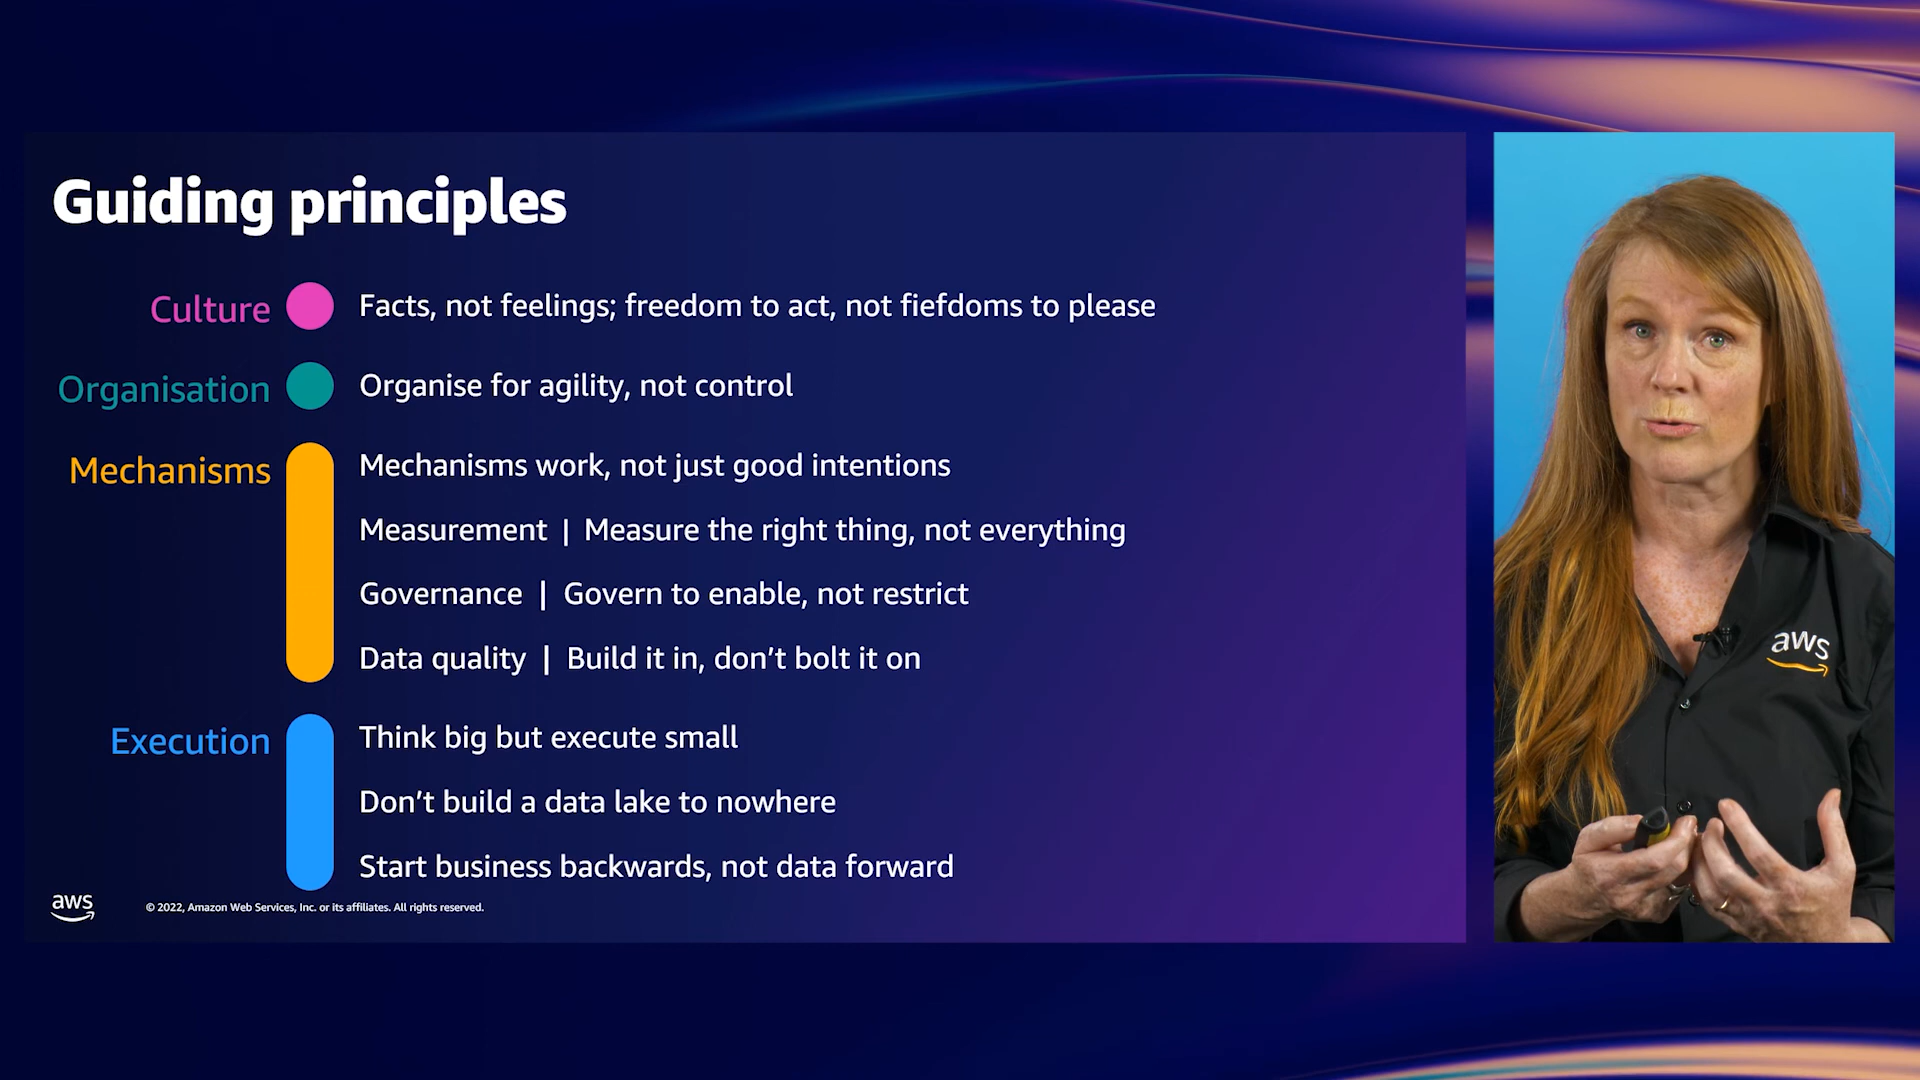 Guiding principles
Culture
Facts, not feelings; freedom to act, not fiefdoms to please
Organisation
Organise for agility, not control
Mechanisms
Mechanisms work, not just good intentions
Measurement | Measure the right thing, not everything
Governance | Govern to enable, not restrict
Data quality | Build it in, don’t bolt it on
Execution
Think big but execute small
Don’t build a data lake to nowhere
Start business backwards, not data forward
aws
© 2022, Amazon Web Services, Inc. or its affiliates. All rights reserved.
aws